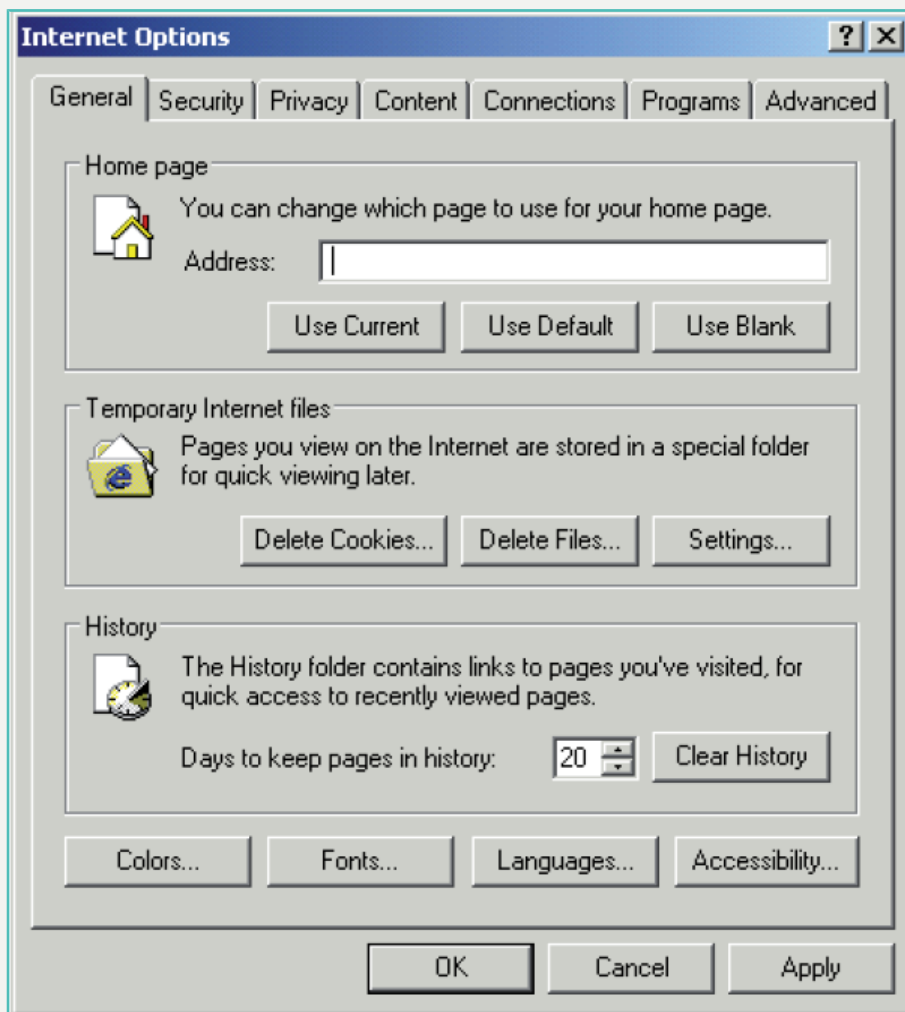 Internet Options
General Security Privacy Content Connections Programs Advanced
Home page
You can change which page to use for your home page.
Address:
Use Current Use Default Use Blank
Temporary Internet files
Pages you view on the Internet are stored in a special folder
for quick viewing later.
Delete Cookies... Delete Files... Settings...
History
The History folder contains links to pages you've visited, for
quick access to recently viewed pages.
Days to keep pages in history: 20 Clear History
Colors... Fonts... Languages... Accessibility...
OK Cancel Apply